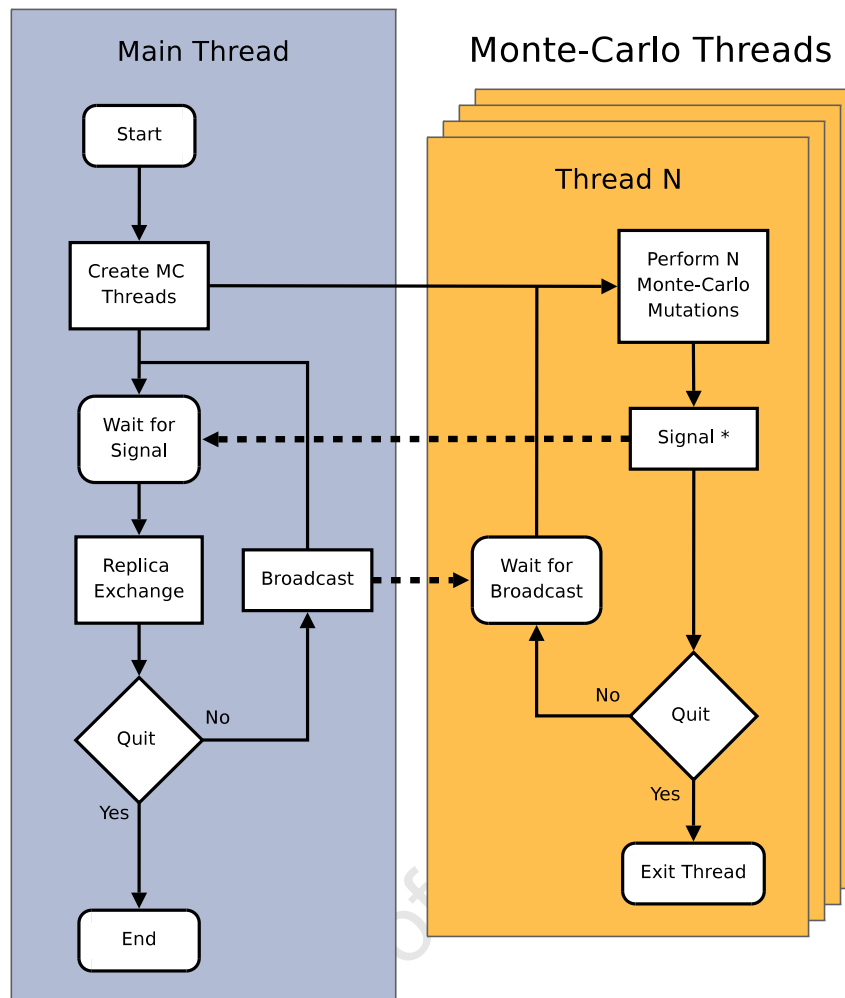 Main Thread
Start
Create MC
Threads
Wait for
Signal
Replica
Exchange
Broadcast
Quit
No
Yes
End
Monte-Carlo Threads
Thread N
Perform N
Monte-Carlo
Mutations
Signal *
Wait for
Broadcast
No
Quit
Yes
Exit Thread
of